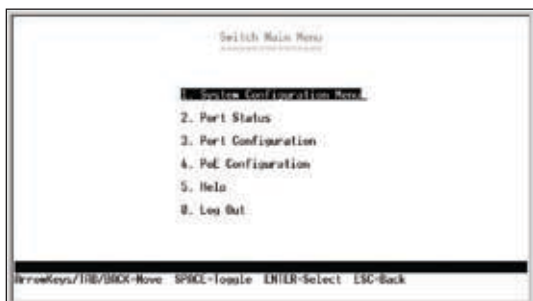 Switch Main Menu
1. System Configuration Menu
2. Port Status
3. Port Configuration
4. PoE Configuration
5. Help
0. Log Out
ArrowKeys/TAB/BACK=Move SPACE=Toggle ENTER=Select ESC=Back